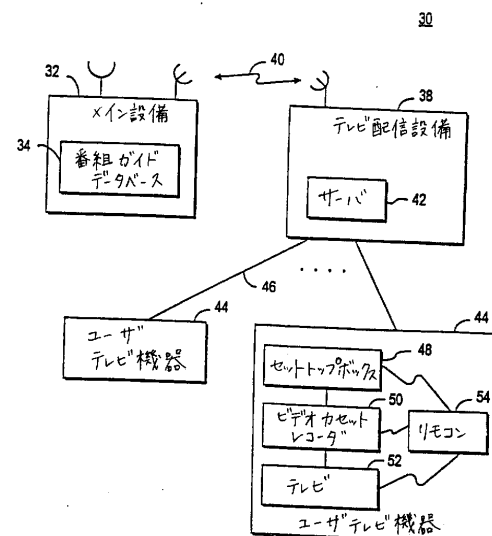 30
40
32
メイン設備
34
番組ガイド
データベース
38
テレビ配信設備
サーバ
42
46
....
44
ユーザ
テレビ機器
44
セットトップボックス
48
ビデオカセット
レコーダ
50
リモコン
54
テレビ
52
ユーザテレビ機器